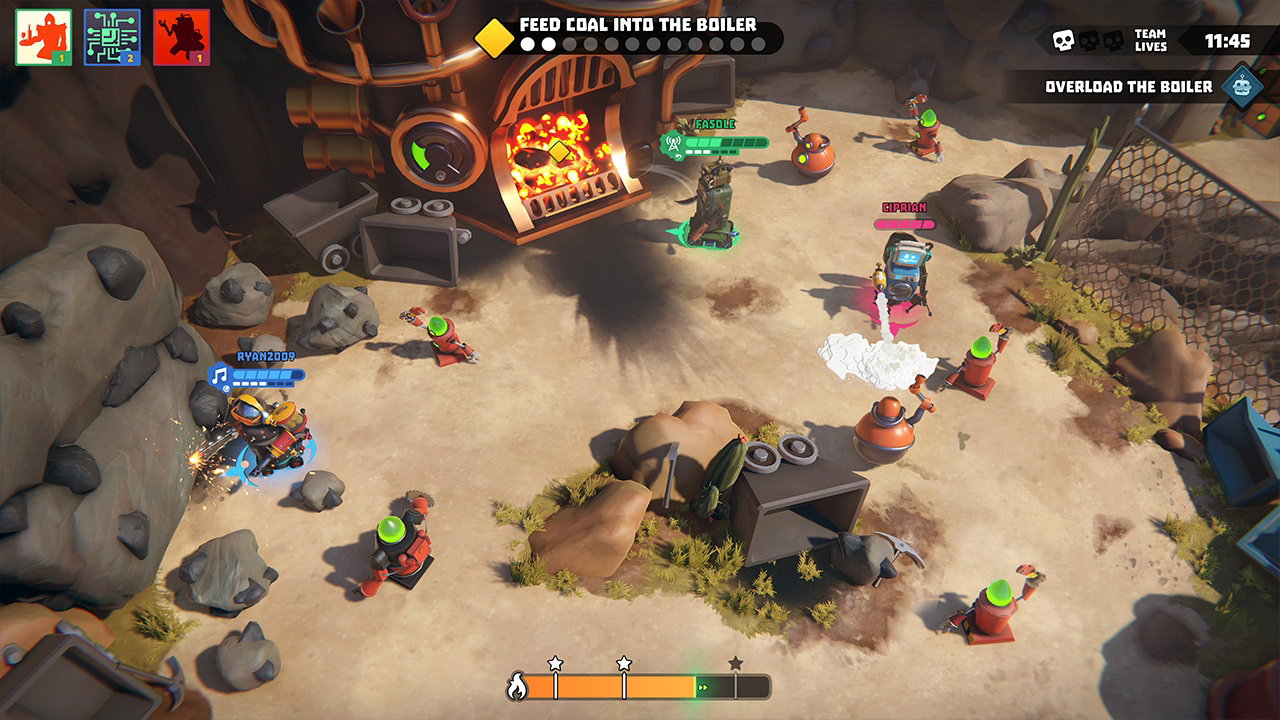 1
2
1
FEED COAL INTO THE BOILER
TEAM
LIVES
11:45
OVERLOAD THE BOILER
FASOLE
CIPRIAN
RYAN2009